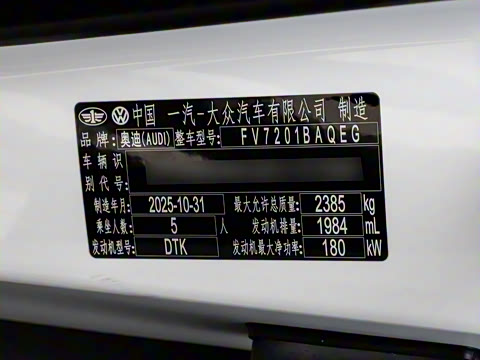 中国 一汽-大众汽车有限公司 制造
品牌: 奥迪(AUDI) 整车型号: FV7201BAQEG
车辆识
别代号:
制造年月: 2025-10-31 最大允许总质量: 2385 kg
乘坐人数: 5 人 发动机排量: 1984 mL
发动机型号: DTK 发动机最大净功率: 180 kW